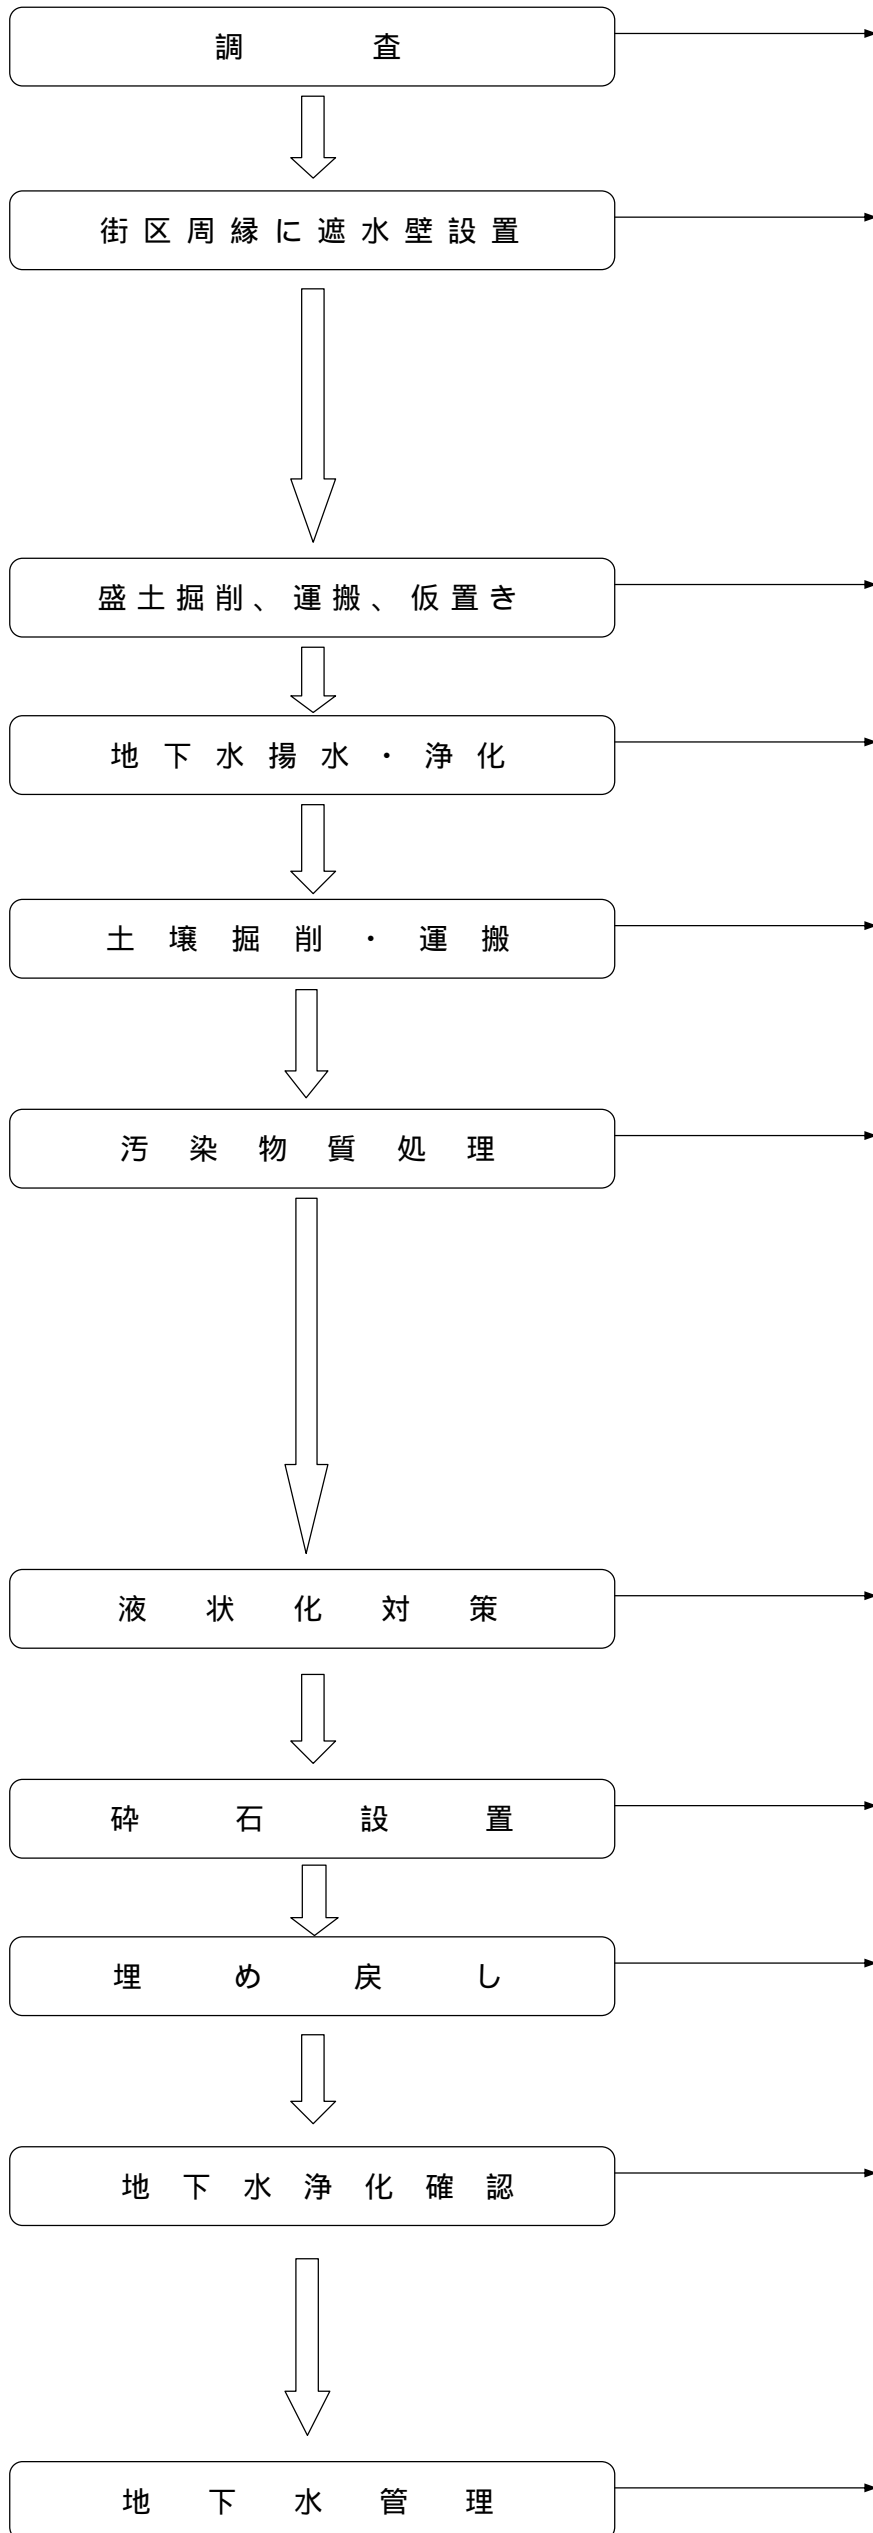 調査
街区周縁に遮水壁設置
盛土掘削、運搬、仮置き
地下水揚水・浄化
土壌掘削・運搬
汚染物質処理
液状化対策
砕石設置
埋め戻し
地下水浄化確認
地下水管理